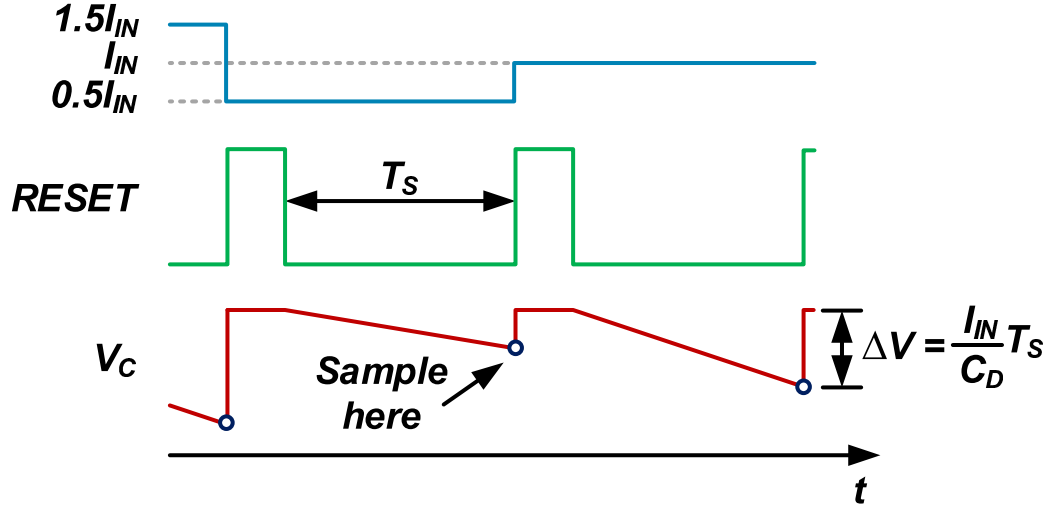 1.5I_IN
I_IN
0.5I_IN
RESET
T_S
V_C
Sample
here
ΔV = I_IN/C_D T_S
t